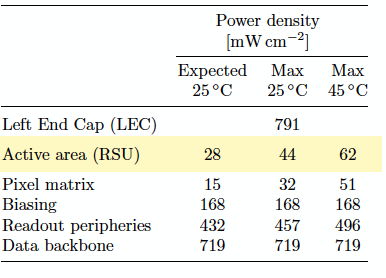 Power density
[mW cm−2]
Expected Max Max
25 °C 25 °C 45 °C
Left End Cap (LEC) 791
Active area (RSU) 28 44 62
Pixel matrix 15 32 51
Biasing 168 168 168
Readout peripheries 432 457 496
Data backbone 719 719 719